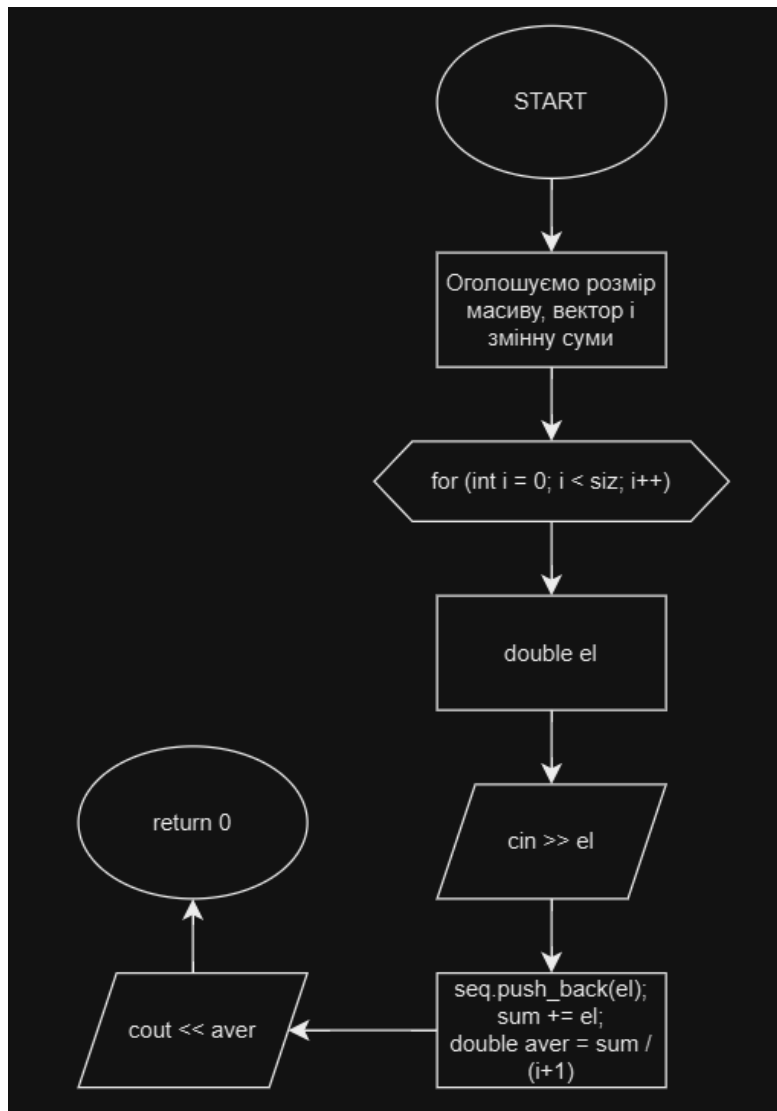 START
Оголошуємо розмір
масиву, вектор і
змінну суми
for (int i = 0; i < siz; i++)
double el
cin >> el
seq.push_back(el);
sum += el;
double aver = sum /
(i+1)
cout << aver
return 0